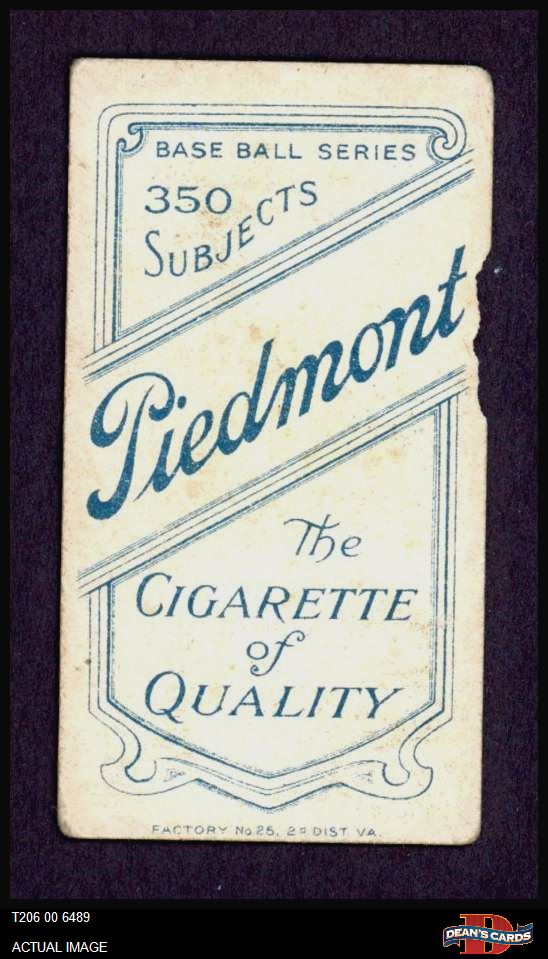 BASE BALL SERIES
350
SUBJECTS
Piedmont
The
CIGARETTE
of
QUALITY
FACTORY No 25, 2D DIST. VA.
T206 00 6489
ACTUAL IMAGE
DEAN'S CARDS